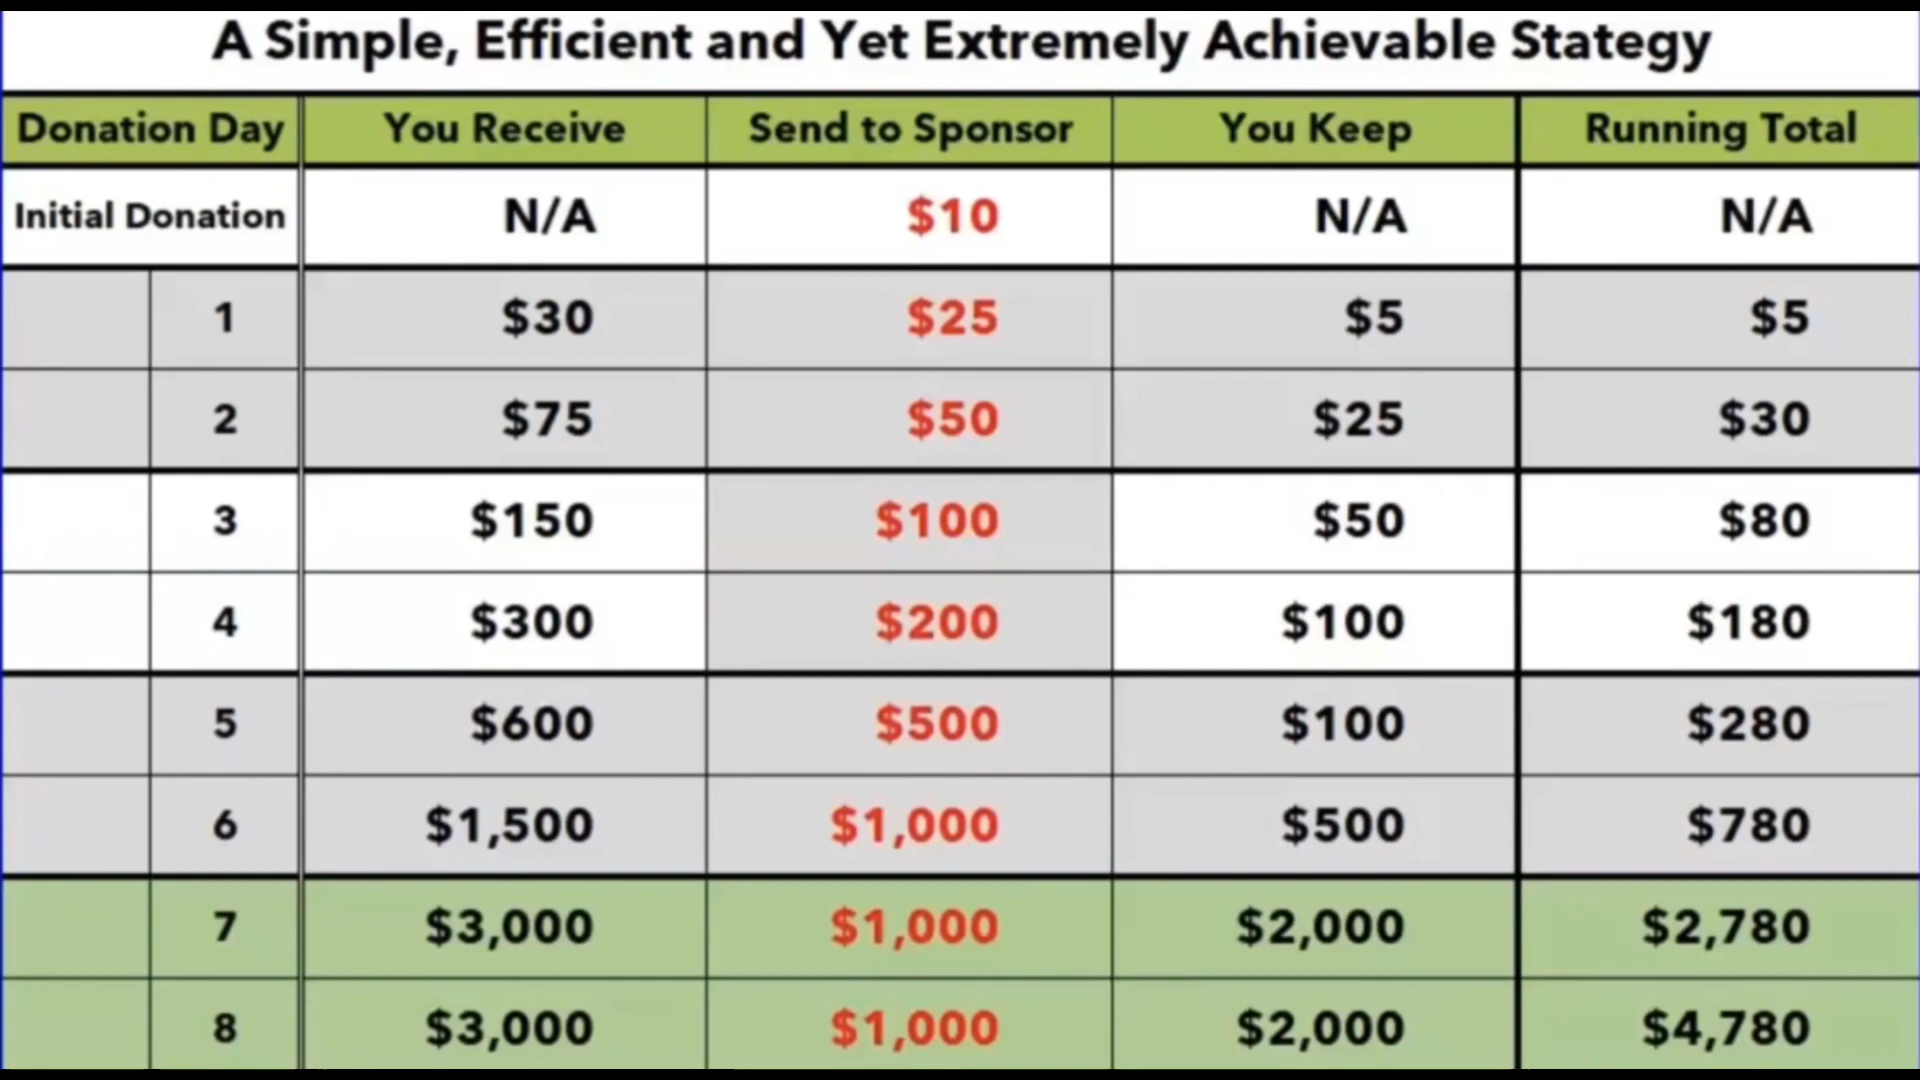 A Simple, Efficient and Yet Extremely Achievable Stategy
Donation Day You Receive Send to Sponsor You Keep Running Total
Initial Donation N/A $10 N/A N/A
1 $30 $25 $5 $5
2 $75 $50 $25 $30
3 $150 $100 $50 $80
4 $300 $200 $100 $180
5 $600 $500 $100 $280
6 $1,500 $1,000 $500 $780
7 $3,000 $1,000 $2,000 $2,780
8 $3,000 $1,000 $2,000 $4,780